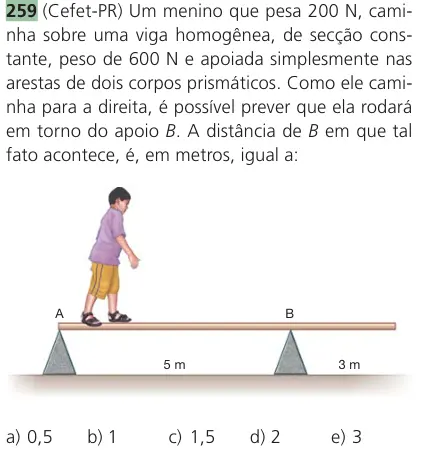 259 (Cefet-PR) Um menino que pesa 200 N, cami-
nha sobre uma viga homogênea, de secção cons-
tante, peso de 600 N e apoiada simplesmente nas
arestas de dois corpos prismáticos. Como ele cami-
nha para a direita, é possível prever que ela rodará
em torno do apoio B. A distância de B em que tal
fato acontece, é, em metros, igual a:
A B
5 m 3 m
a) 0,5 b) 1 c) 1,5 d) 2 e) 3